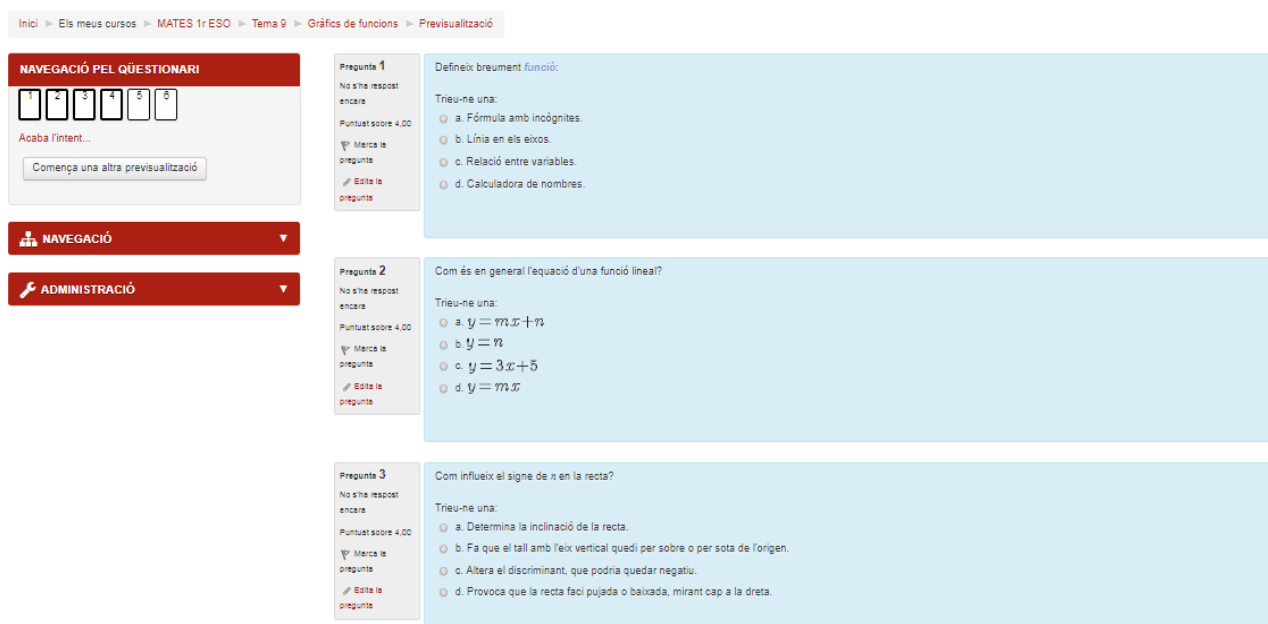 Inici ► Els meus cursos ► MATES 1r ESO ► Tema 9 ► Gràfics de funcions ► Previsualització
NAVEGACIÓ PEL QÜESTIONARI
1 2 3 4 5 6
Acaba l'intent...
Comença una altra previsualització
NAVEGACIÓ
ADMINISTRACIÓ
Pregunta 1
No s'ha respost
encara
Puntuat sobre 4,00
Marca la
pregunta
Edita la
pregunta
Defineix breument funció:
Trieu-ne una:
a. Fórmula amb incògnites.
b. Línia en els eixos.
c. Relació entre variables.
d. Calculadora de nombres.
Pregunta 2
No s'ha respost
encara
Puntuat sobre 4,00
Marca la
pregunta
Edita la
pregunta
Com és en general l'equació d'una funció lineal?
Trieu-ne una:
a. y = mx+n
b. y = n
c. y = 3x+5
d. y = mx
Pregunta 3
No s'ha respost
encara
Puntuat sobre 4,00
Marca la
pregunta
Edita la
pregunta
Com influeix el signe de n en la recta?
Trieu-ne una:
a. Determina la inclinació de la recta.
b. Fa que el tall amb l'eix vertical quedi per sobre o per sota de l'origen.
c. Altera el discriminant, que podria quedar negatiu.
d. Provoca que la recta faci pujada o baixada, mirant cap a la dreta.